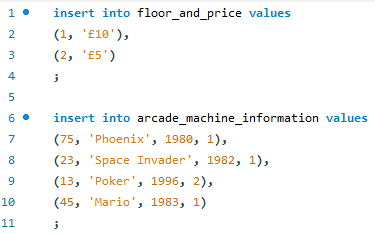 1 insert into floor_and_price values
2 (1, '£10'),
3 (2, '£5')
4 ;
5
6 insert into arcade_machine_information values
7 (75, 'Phoenix', 1980, 1),
8 (23, 'Space Invader', 1982, 1),
9 (13, 'Poker', 1996, 2),
10 (45, 'Mario', 1983, 1)
11 ;